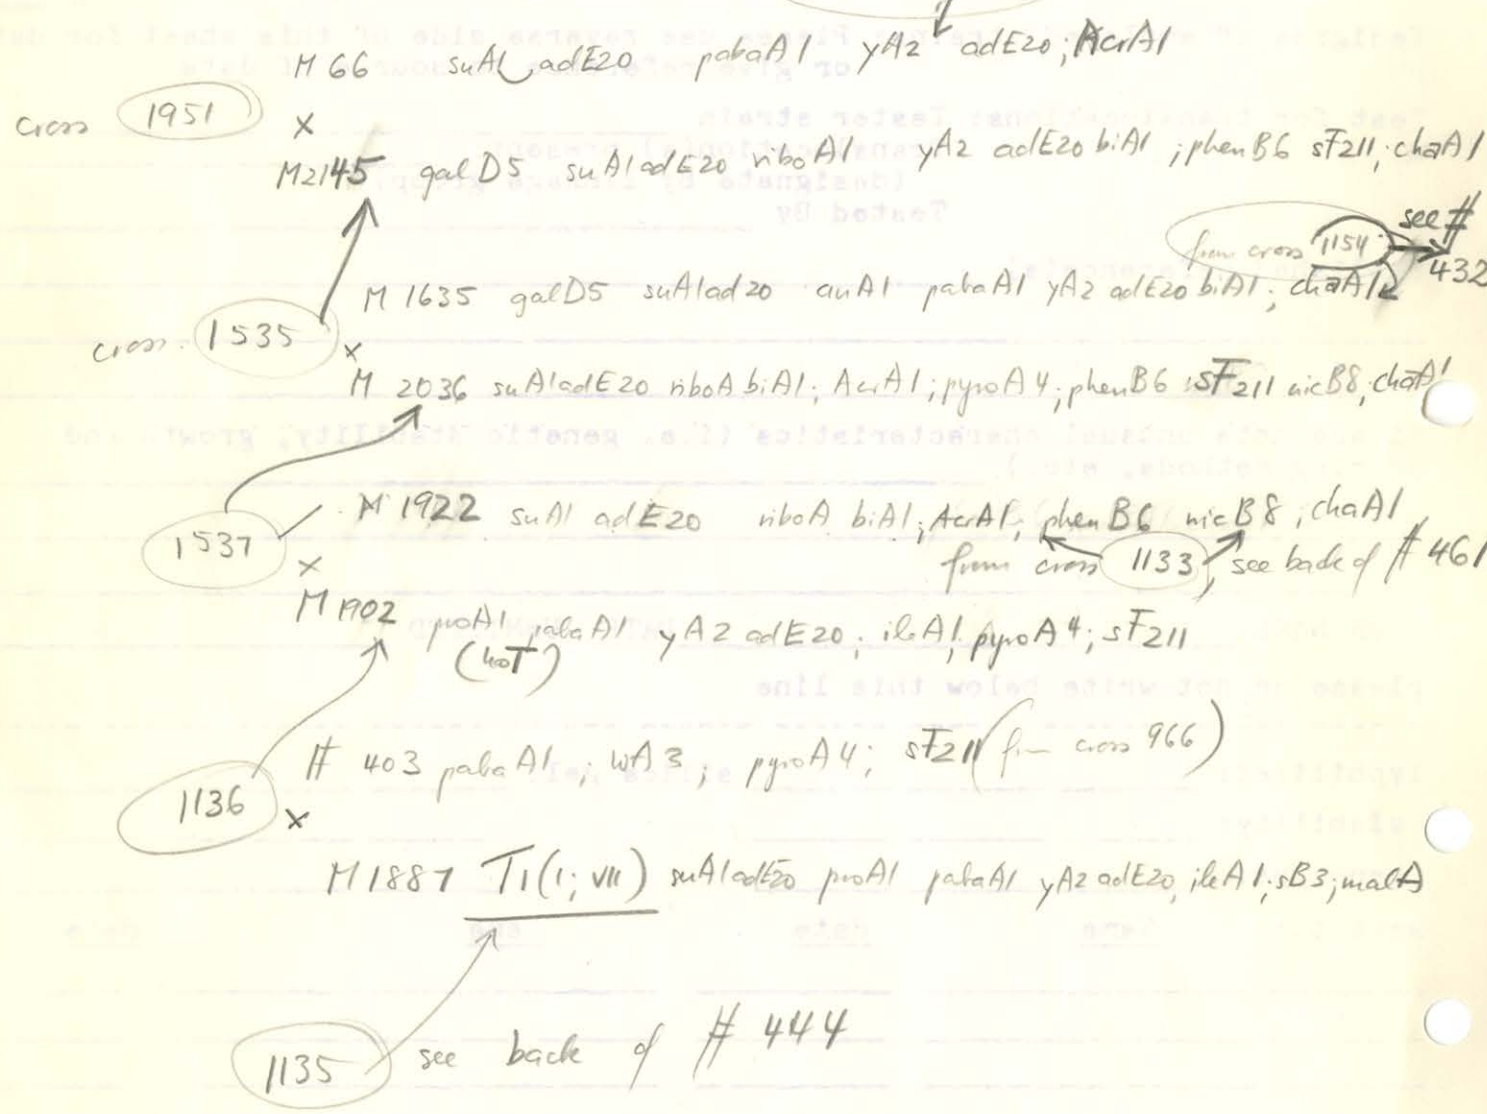 M 66 suA1 adE20 pabaA1 yA2 adE20; AcrA1
cross 1951 x
M2145 galD5 suA1adE20 riboA1 yA2 adE20 biA1 ; phenB6 sF211; chaA1
from cross 1154 see # 432
M 1635 galD5 suA1ad20 anA1 pabaA1 yA2 adE20 biA1; chaA1
cross. 1535 x
M 2036 suA1adE20 riboA biA1; AcrA1; pyroA4; phenB6 ; sF211 nicB8; chaA1
M 1922 suA1 adE20 riboA biA1; AcrA1; phenB6 nicB8 ; chaA1
1537 x
from cross 1133, see back of # 461
M 1902 proA1 pabaA1 yA2 adE20; ileA1; pyroA4; sF211
(noT)
# 403 pabaA1 ; wA3 ; pyroA4; sF211 (from cross 966)
1136 x
M1887 T1(I; VII) suA1adE20 proA1 pabaA1 yA2 adE20; ileA1; sB3; malA
1135 see back of # 444